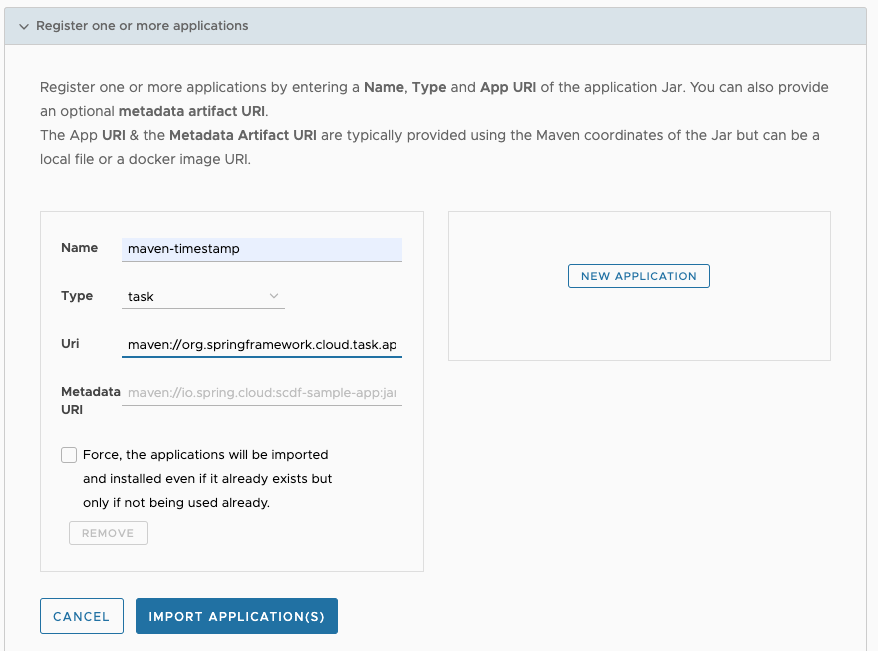 Register one or more applications
Register one or more applications by entering a Name, Type and App URI of the application Jar. You can also provide
an optional metadata artifact URI.
The App URI & the Metadata Artifact URI are typically provided using the Maven coordinates of the Jar but can be a
local file or a docker image URI.
Name
maven-timestamp
Type
task
Uri
maven://org.springframework.cloud.task.ap
Metadata
URI
maven://io.spring.cloud:scdf-sample-app:jar
Force, the applications will be imported
and installed even if it already exists but
only if not being used already.
REMOVE
NEW APPLICATION
CANCEL
IMPORT APPLICATION(S)